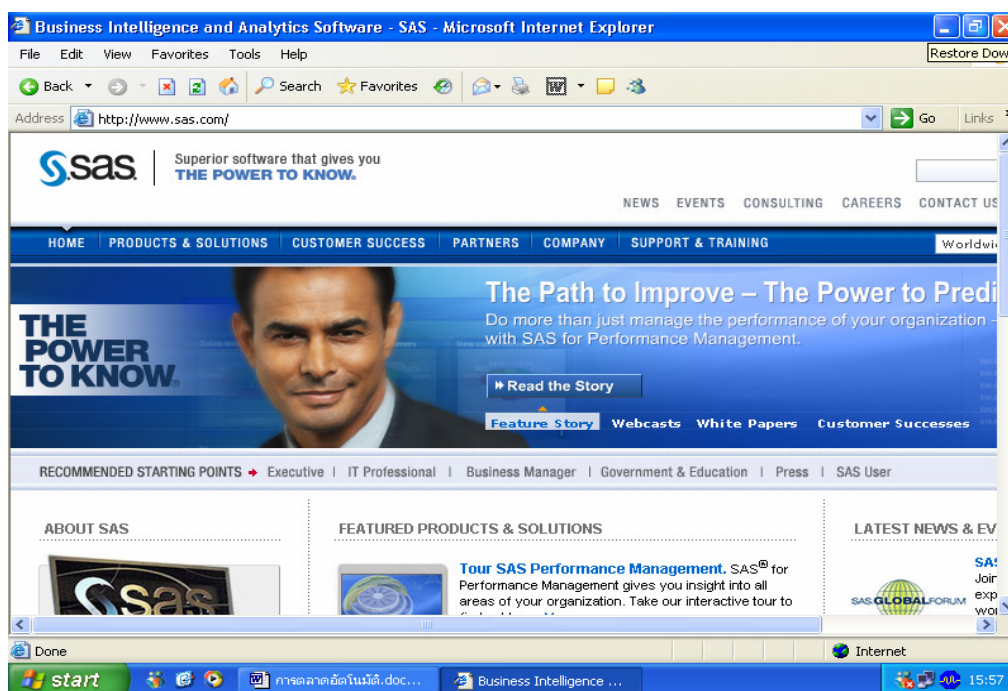 Business Intelligence and Analytics Software - SAS - Microsoft Internet Explorer
File Edit View Favorites Tools Help
Restore Dow
Back Search Favorites
Address http://www.sas.com/ Go Links
sas Superior software that gives you
THE POWER TO KNOW.
NEWS EVENTS CONSULTING CAREERS CONTACT US
HOME PRODUCTS & SOLUTIONS CUSTOMER SUCCESS PARTNERS COMPANY SUPPORT & TRAINING Worldwi
THE
POWER
TO KNOW®
The Path to Improve – The Power to Predi
Do more than just manage the performance of your organization -
with SAS for Performance Management.
Read the Story
Feature Story Webcasts White Papers Customer Successes
RECOMMENDED STARTING POINTS Executive | IT Professional | Business Manager | Government & Education | Press | SAS User
ABOUT SAS
sas
FEATURED PRODUCTS & SOLUTIONS
Tour SAS Performance Management. SAS® for
Performance Management gives you insight into all
areas of your organization. Take our interactive tour to
LATEST NEWS & EV
SAS GLOBAL FORUM
SAS
Join
exp
wor
Done Internet
start การตลาดอัตโนมัติ.doc... Business Intelligence ... 15:57